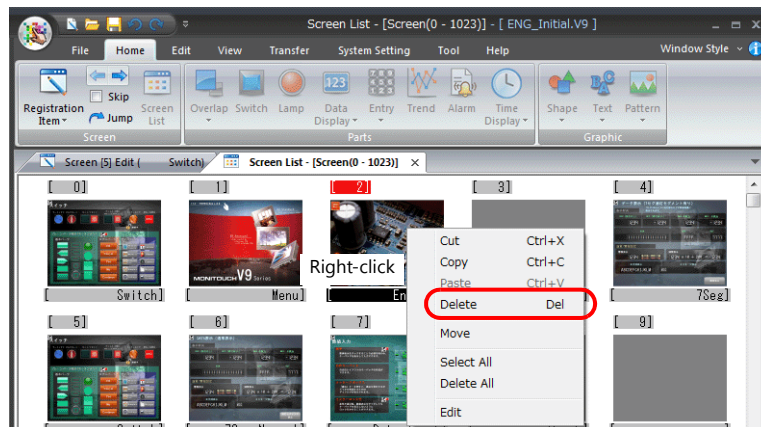 Screen List - [Screen(0 - 1023)] - [ ENG_Initial.V9 ]
File Home Edit View Transfer System Setting Tool Help Window Style
Registration Item
Skip
Jump
Screen List
Overlap Switch Lamp Data Display Entry Trend Alarm Time Display Shape Text Pattern
123
Screen Parts Graphic
Screen [5] Edit ( Switch) Screen List - [Screen(0 - 1023)] ×
[ 0] [ 1] [ 2] [ 3] [ 4]
MONITOUCH V9 Series
Right-click
Cut Ctrl+X
Copy Ctrl+C
Paste Ctrl+V
Delete Del
Move
Select All
Delete All
Edit
[ Switch] [ Menu] [ En [ 7Seg]
[ 5] [ 6] [ 7] [ 9]